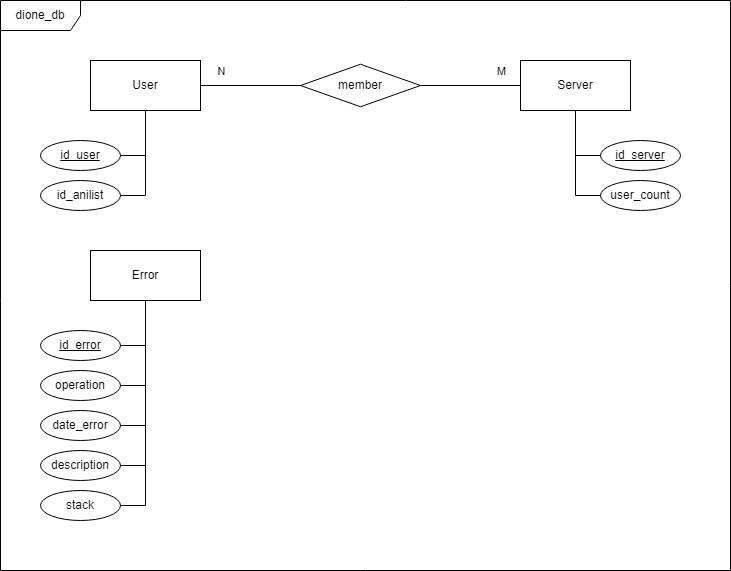 dione_db
User
N
member
M
Server
id_user
id_anilist
id_server
user_count
Error
id_error
operation
date_error
description
stack